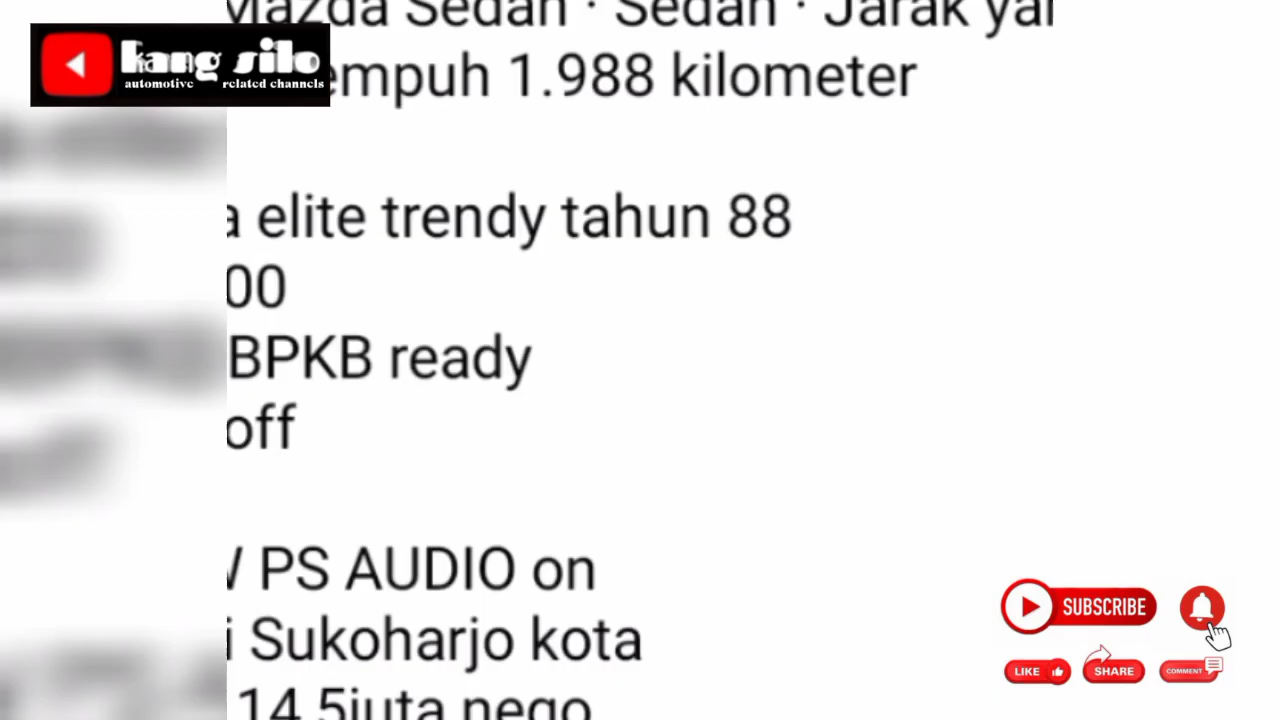 Mazda Sedan · Sedan · Jarak yan
kang silo
automotive related channels
empuh 1.988 kilometer
a elite trendy tahun 88
00
BPKB ready
off
PS AUDIO on
i Sukoharjo kota
14,5juta nego
SUBSCRIBE
LIKE
SHARE
COMMENT